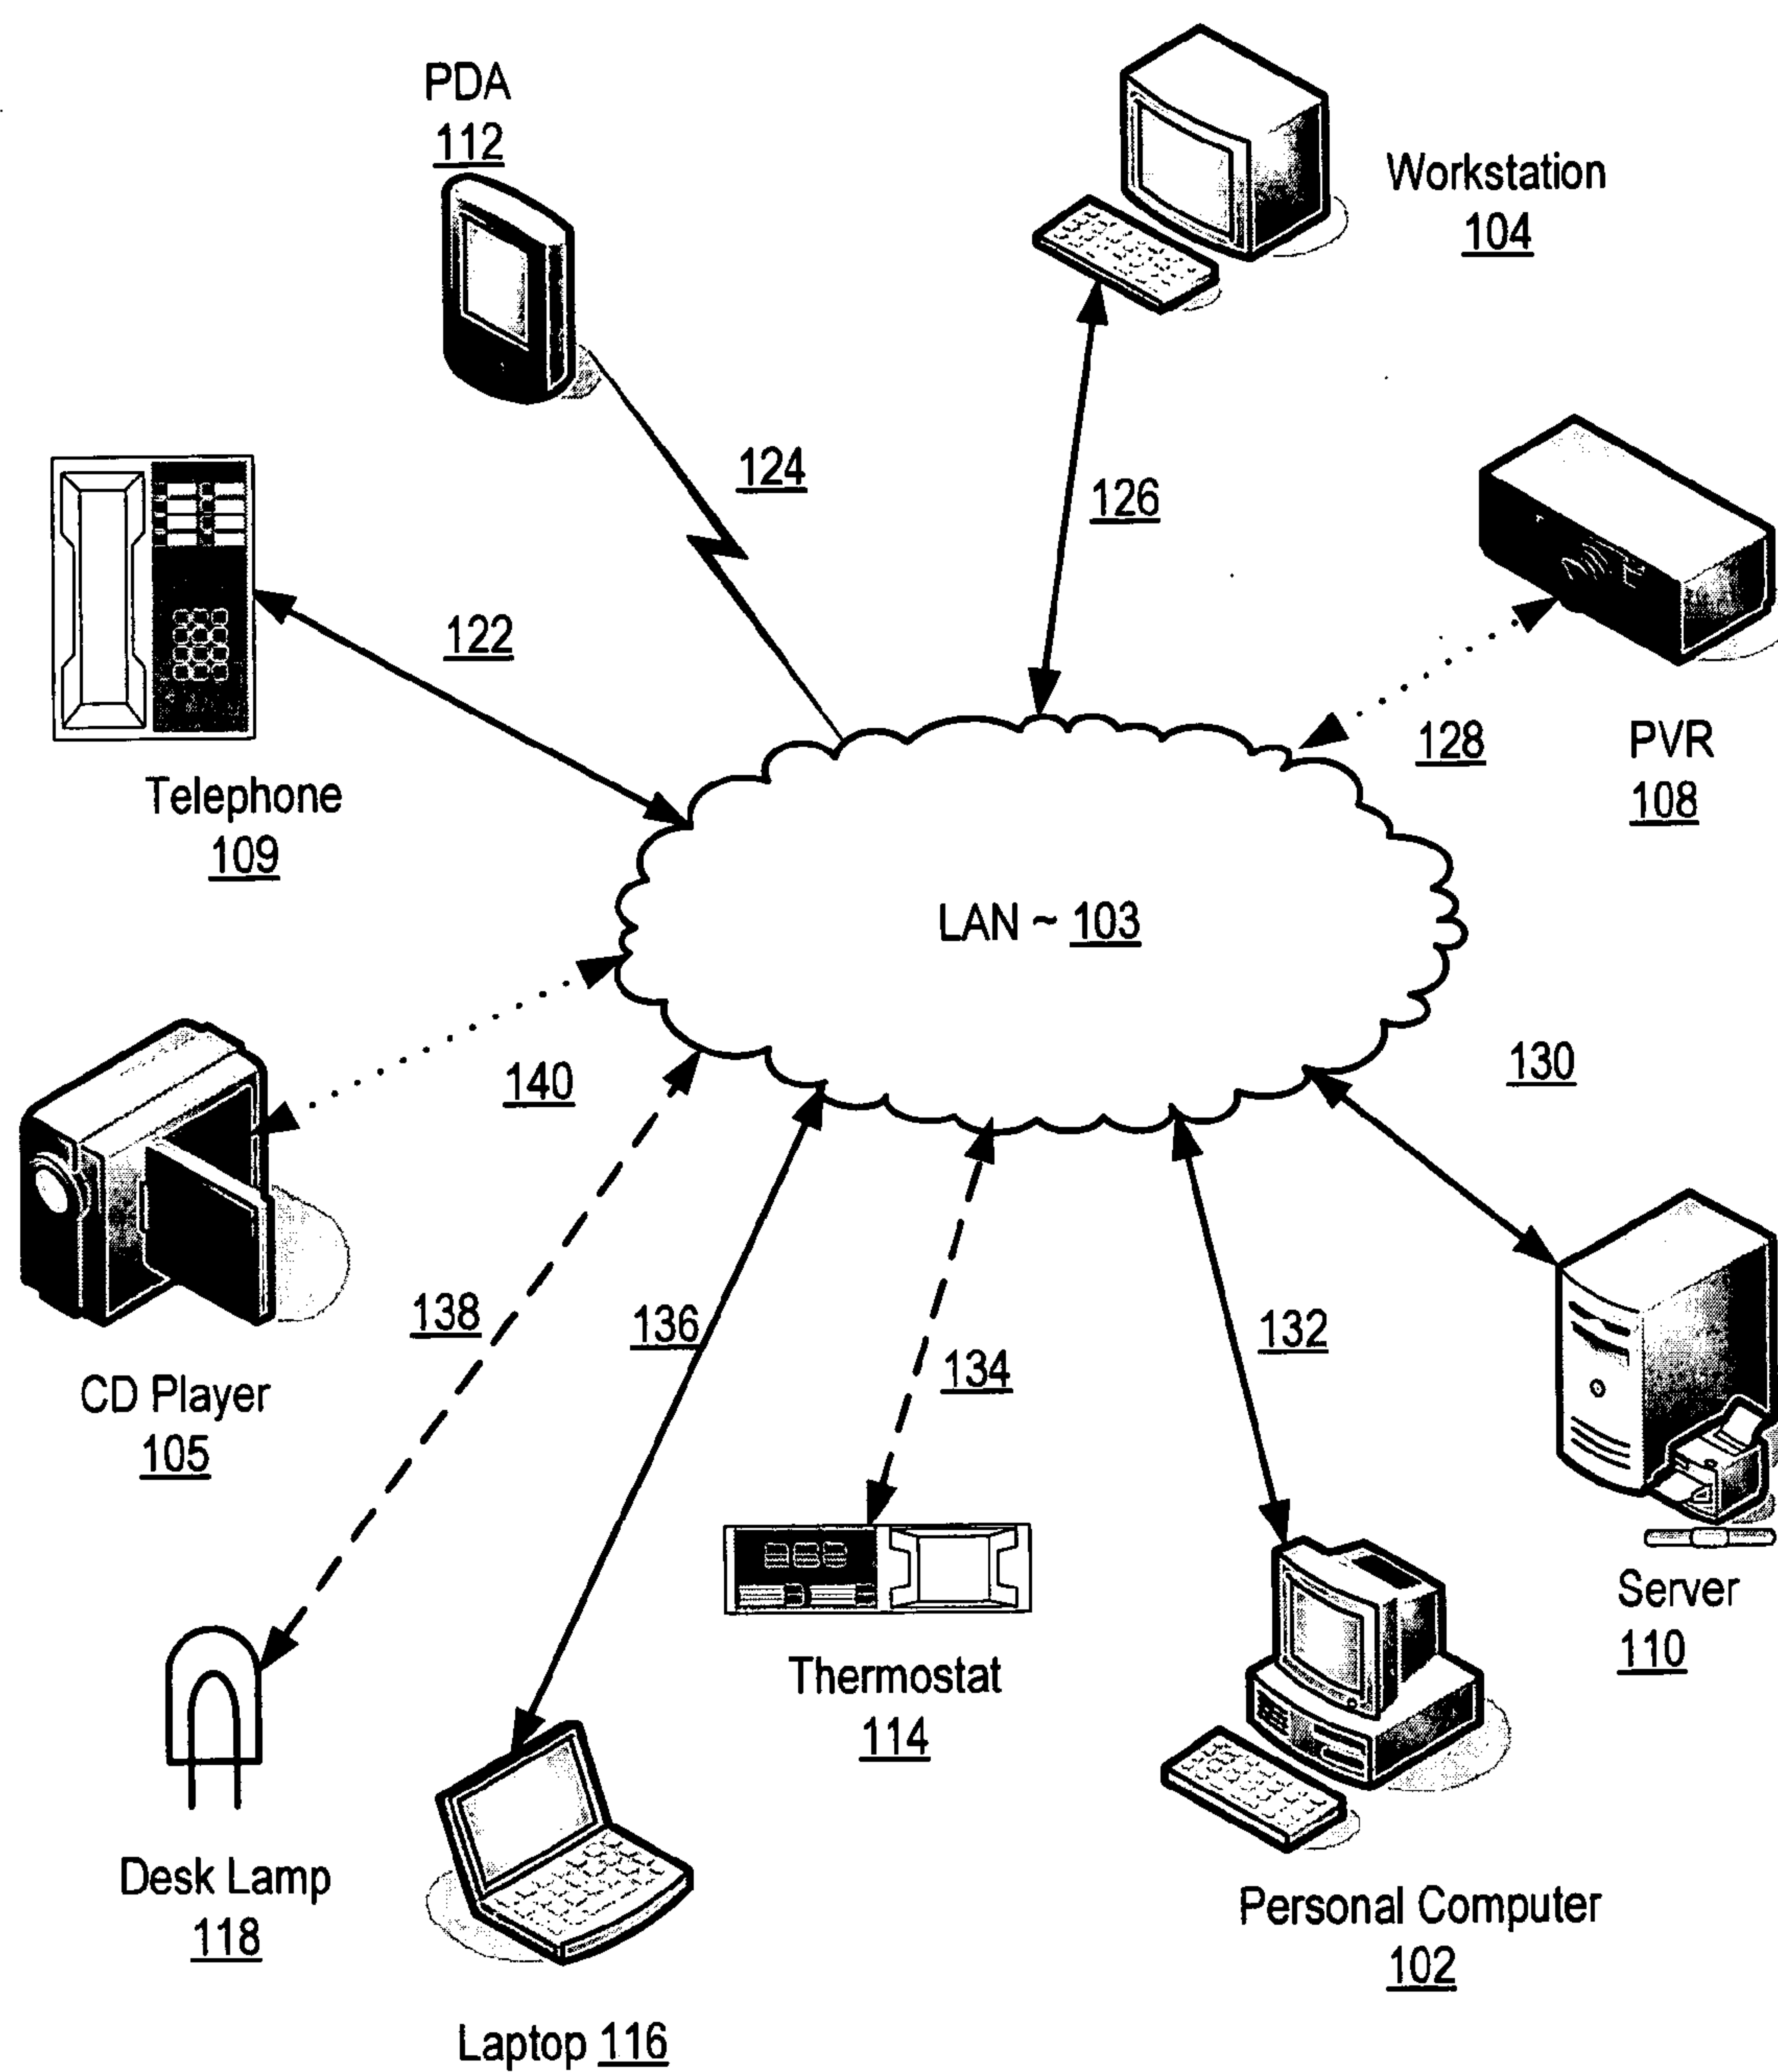 PDA
112
Workstation
104
124
126
122
128
PVR
108
Telephone
109
LAN ~ 103
140
130
138
136
134
132
CD Player
105
Server
110
Thermostat
114
Desk Lamp
118
Personal Computer
102
Laptop 116